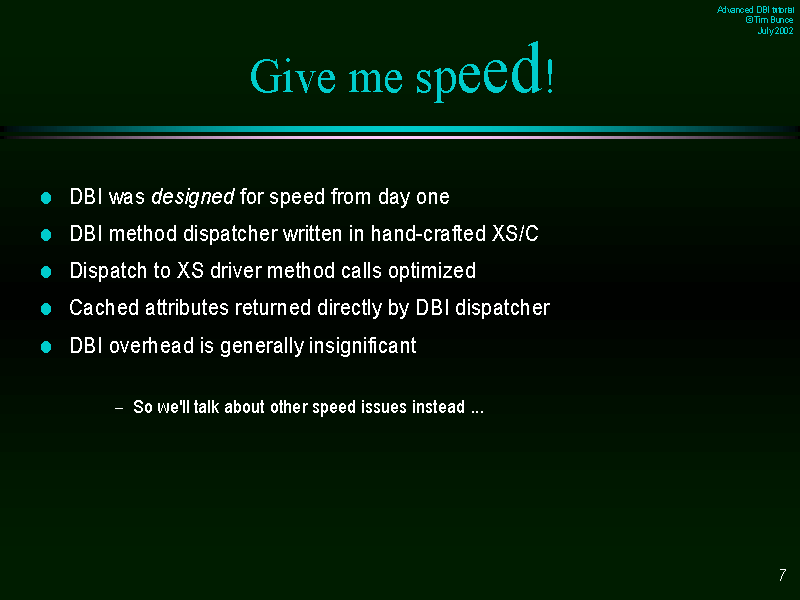 Advanced DBI tutorial
© Tim Bunce
July 2002
Give me speed!
DBI was designed for speed from day one
DBI method dispatcher written in hand-crafted XS/C
Dispatch to XS driver method calls optimized
Cached attributes returned directly by DBI dispatcher
DBI overhead is generally insignificant
– So we'll talk about other speed issues instead ...
7